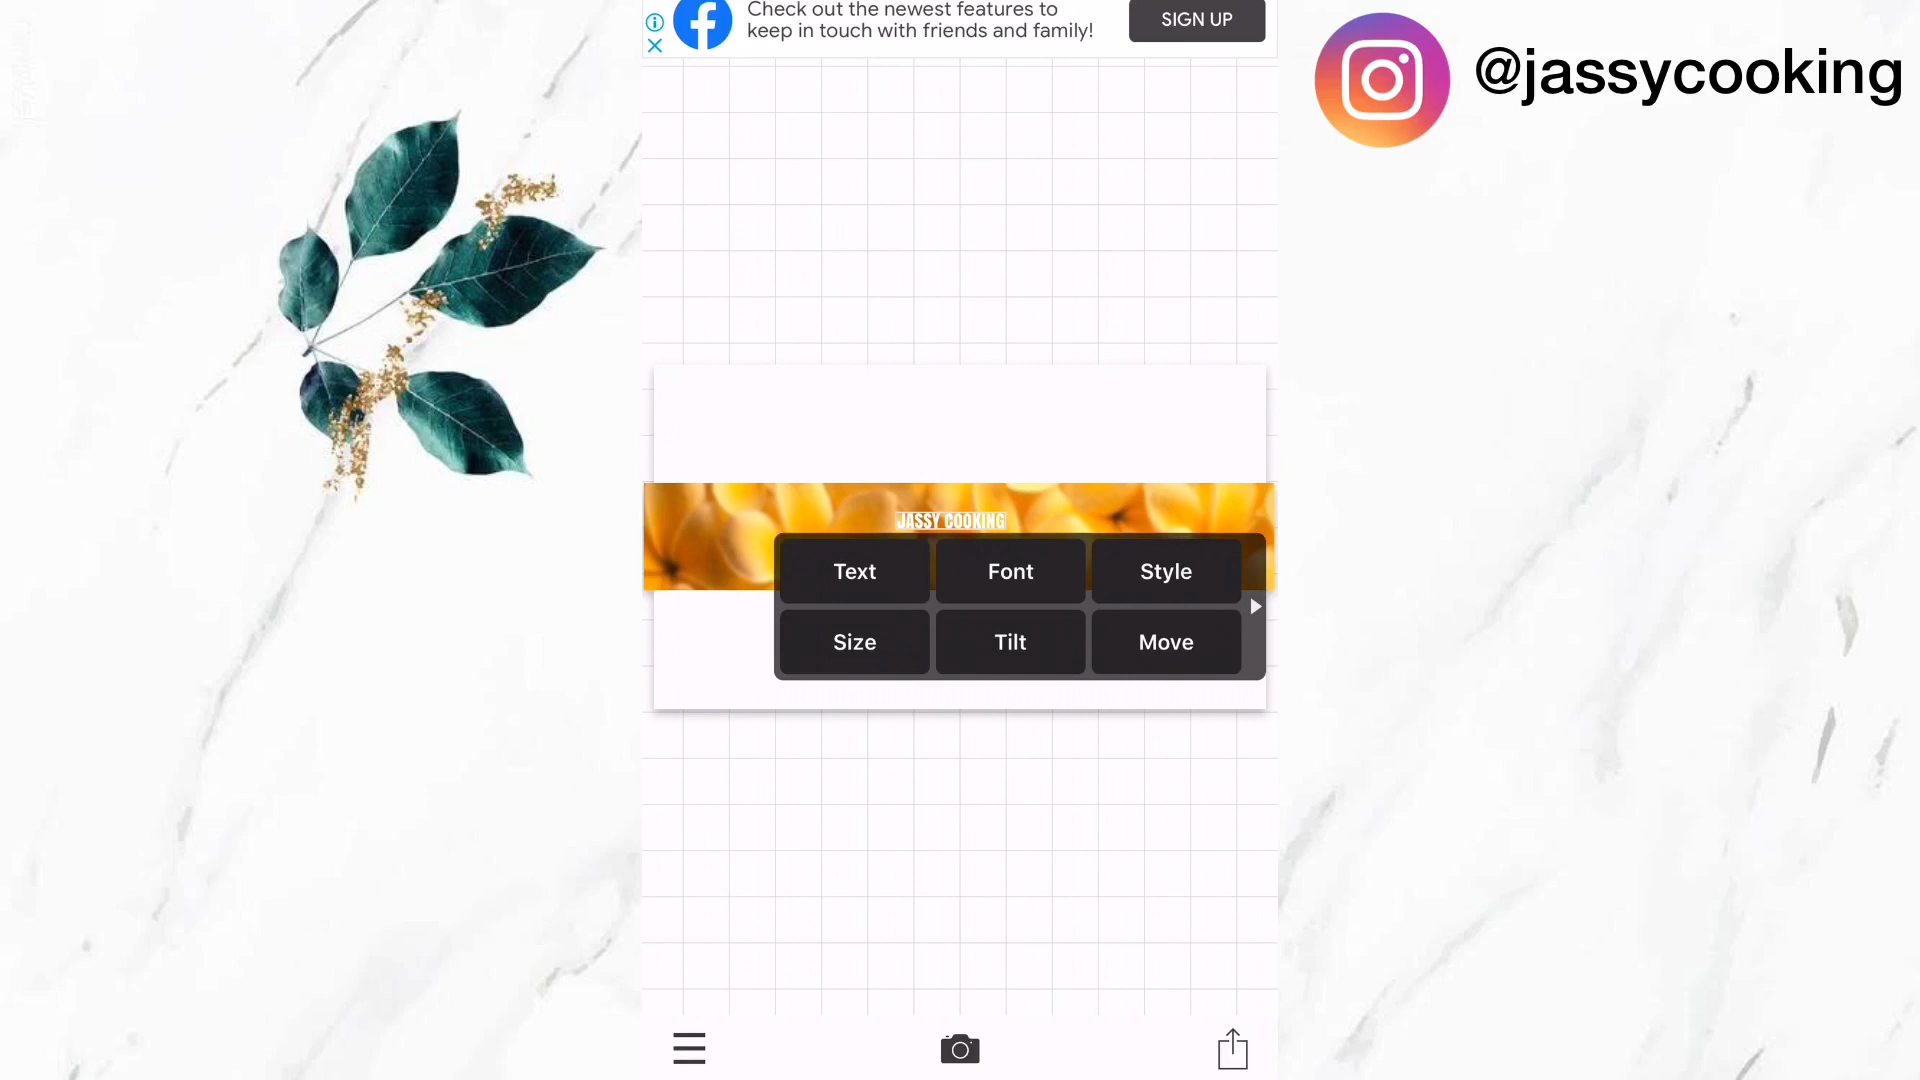 Check out the newest features to
keep in touch with friends and family!
SIGN UP
@jassycooking
JASSY COOKING
Text
Font
Style
Size
Tilt
Move